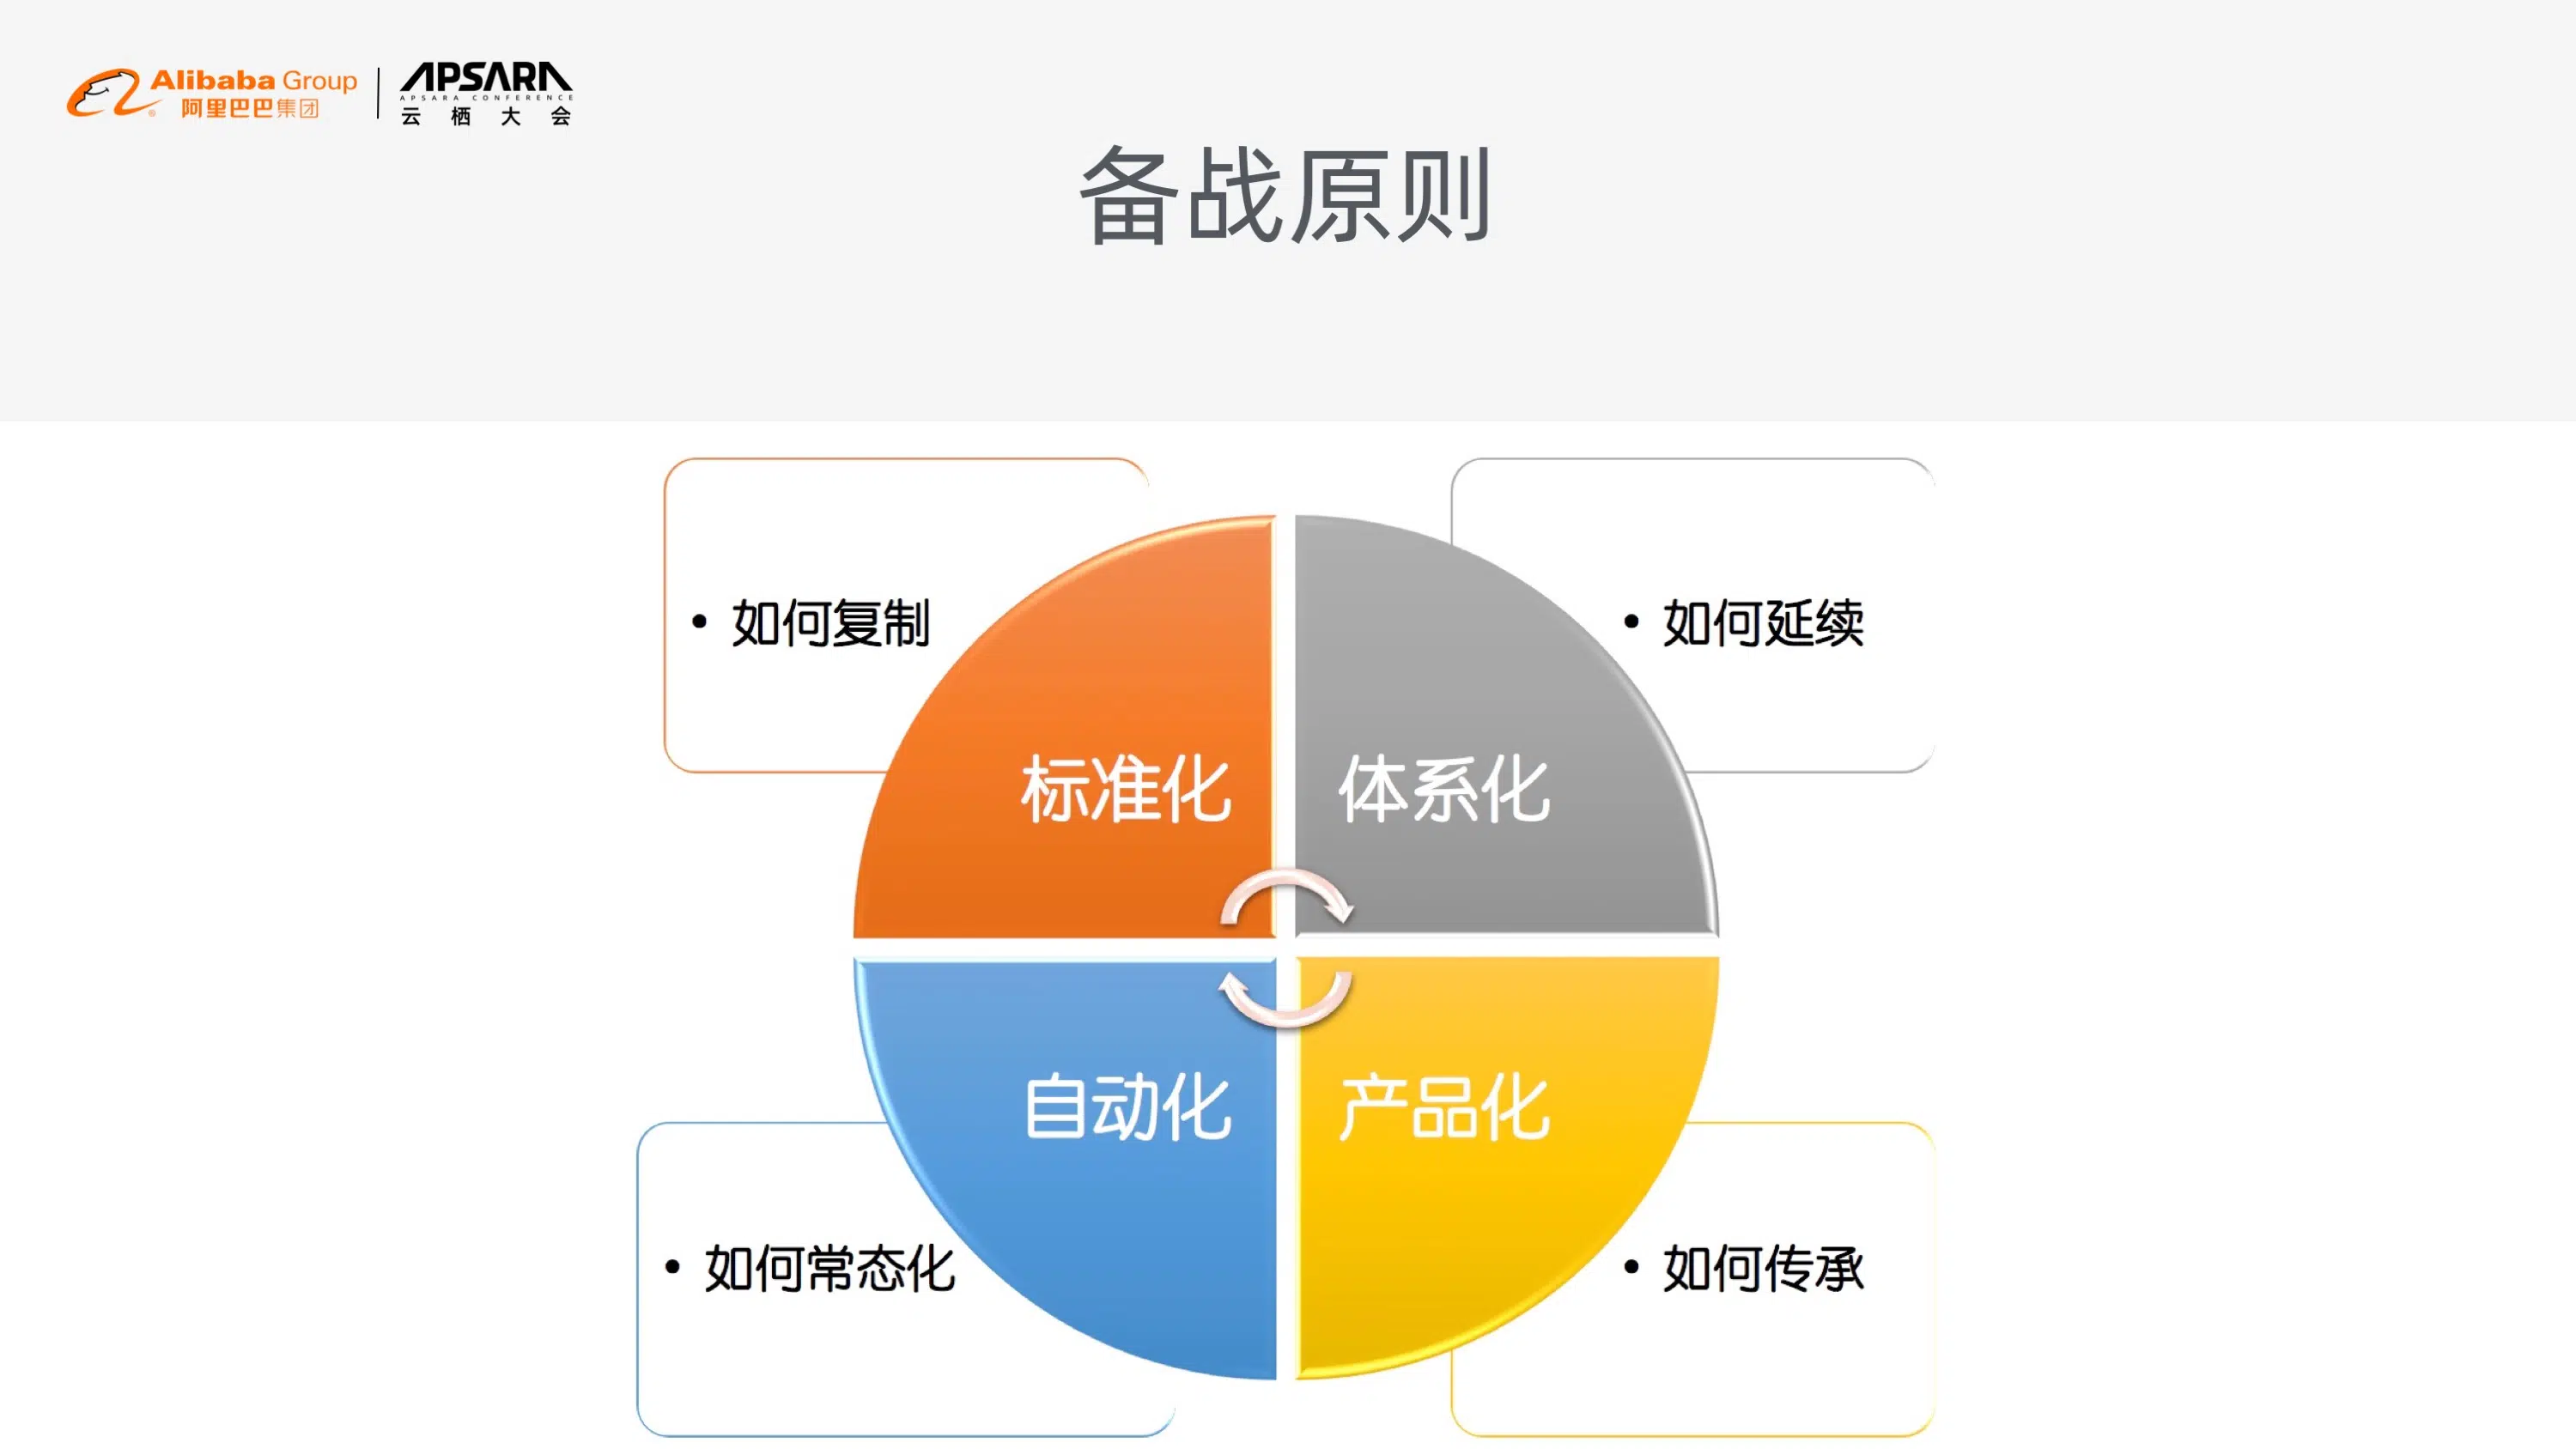 Alibaba Group
阿里巴巴集团
APSARA
APSARA CONFERENCE
云栖大会
备战原则
• 如何复制
• 如何延续
标准化
体系化
自动化
产品化
• 如何常态化
• 如何传承